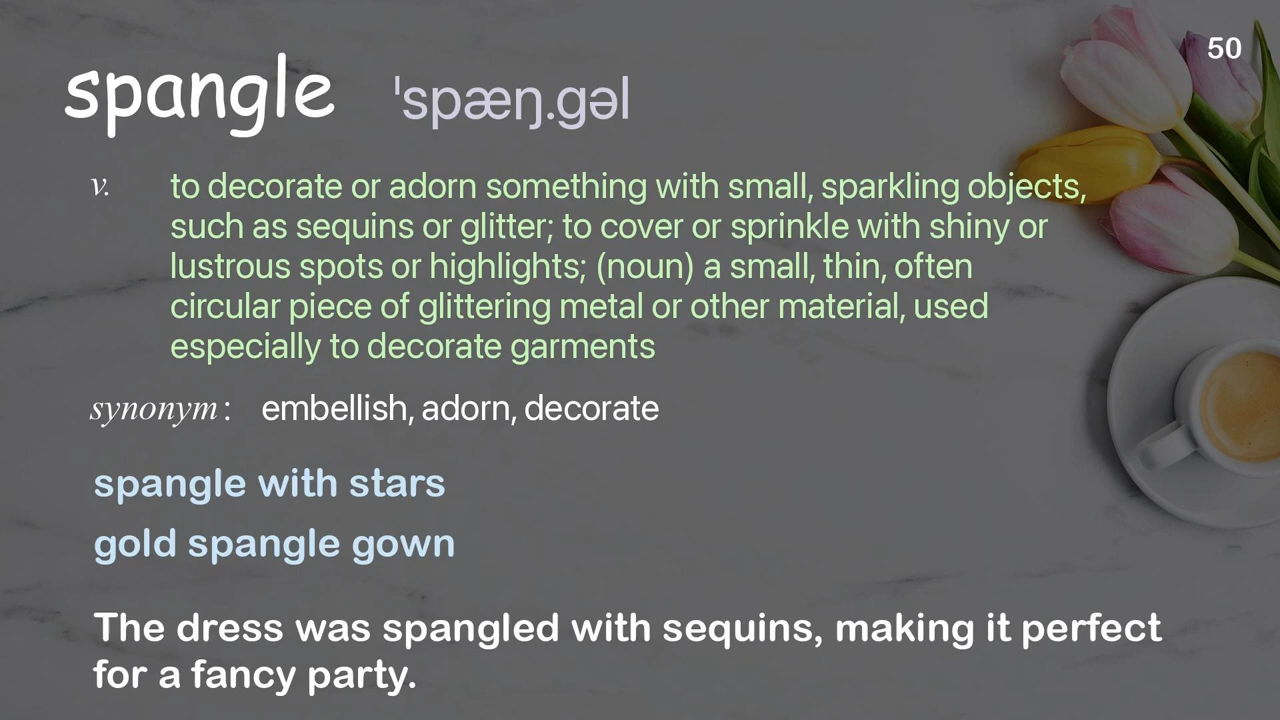 50
spangle ˈspæŋ.gəl
v. to decorate or adorn something with small, sparkling objects,
such as sequins or glitter; to cover or sprinkle with shiny or
lustrous spots or highlights; (noun) a small, thin, often
circular piece of glittering metal or other material, used
especially to decorate garments
synonym: embellish, adorn, decorate
spangle with stars
gold spangle gown
The dress was spangled with sequins, making it perfect
for a fancy party.